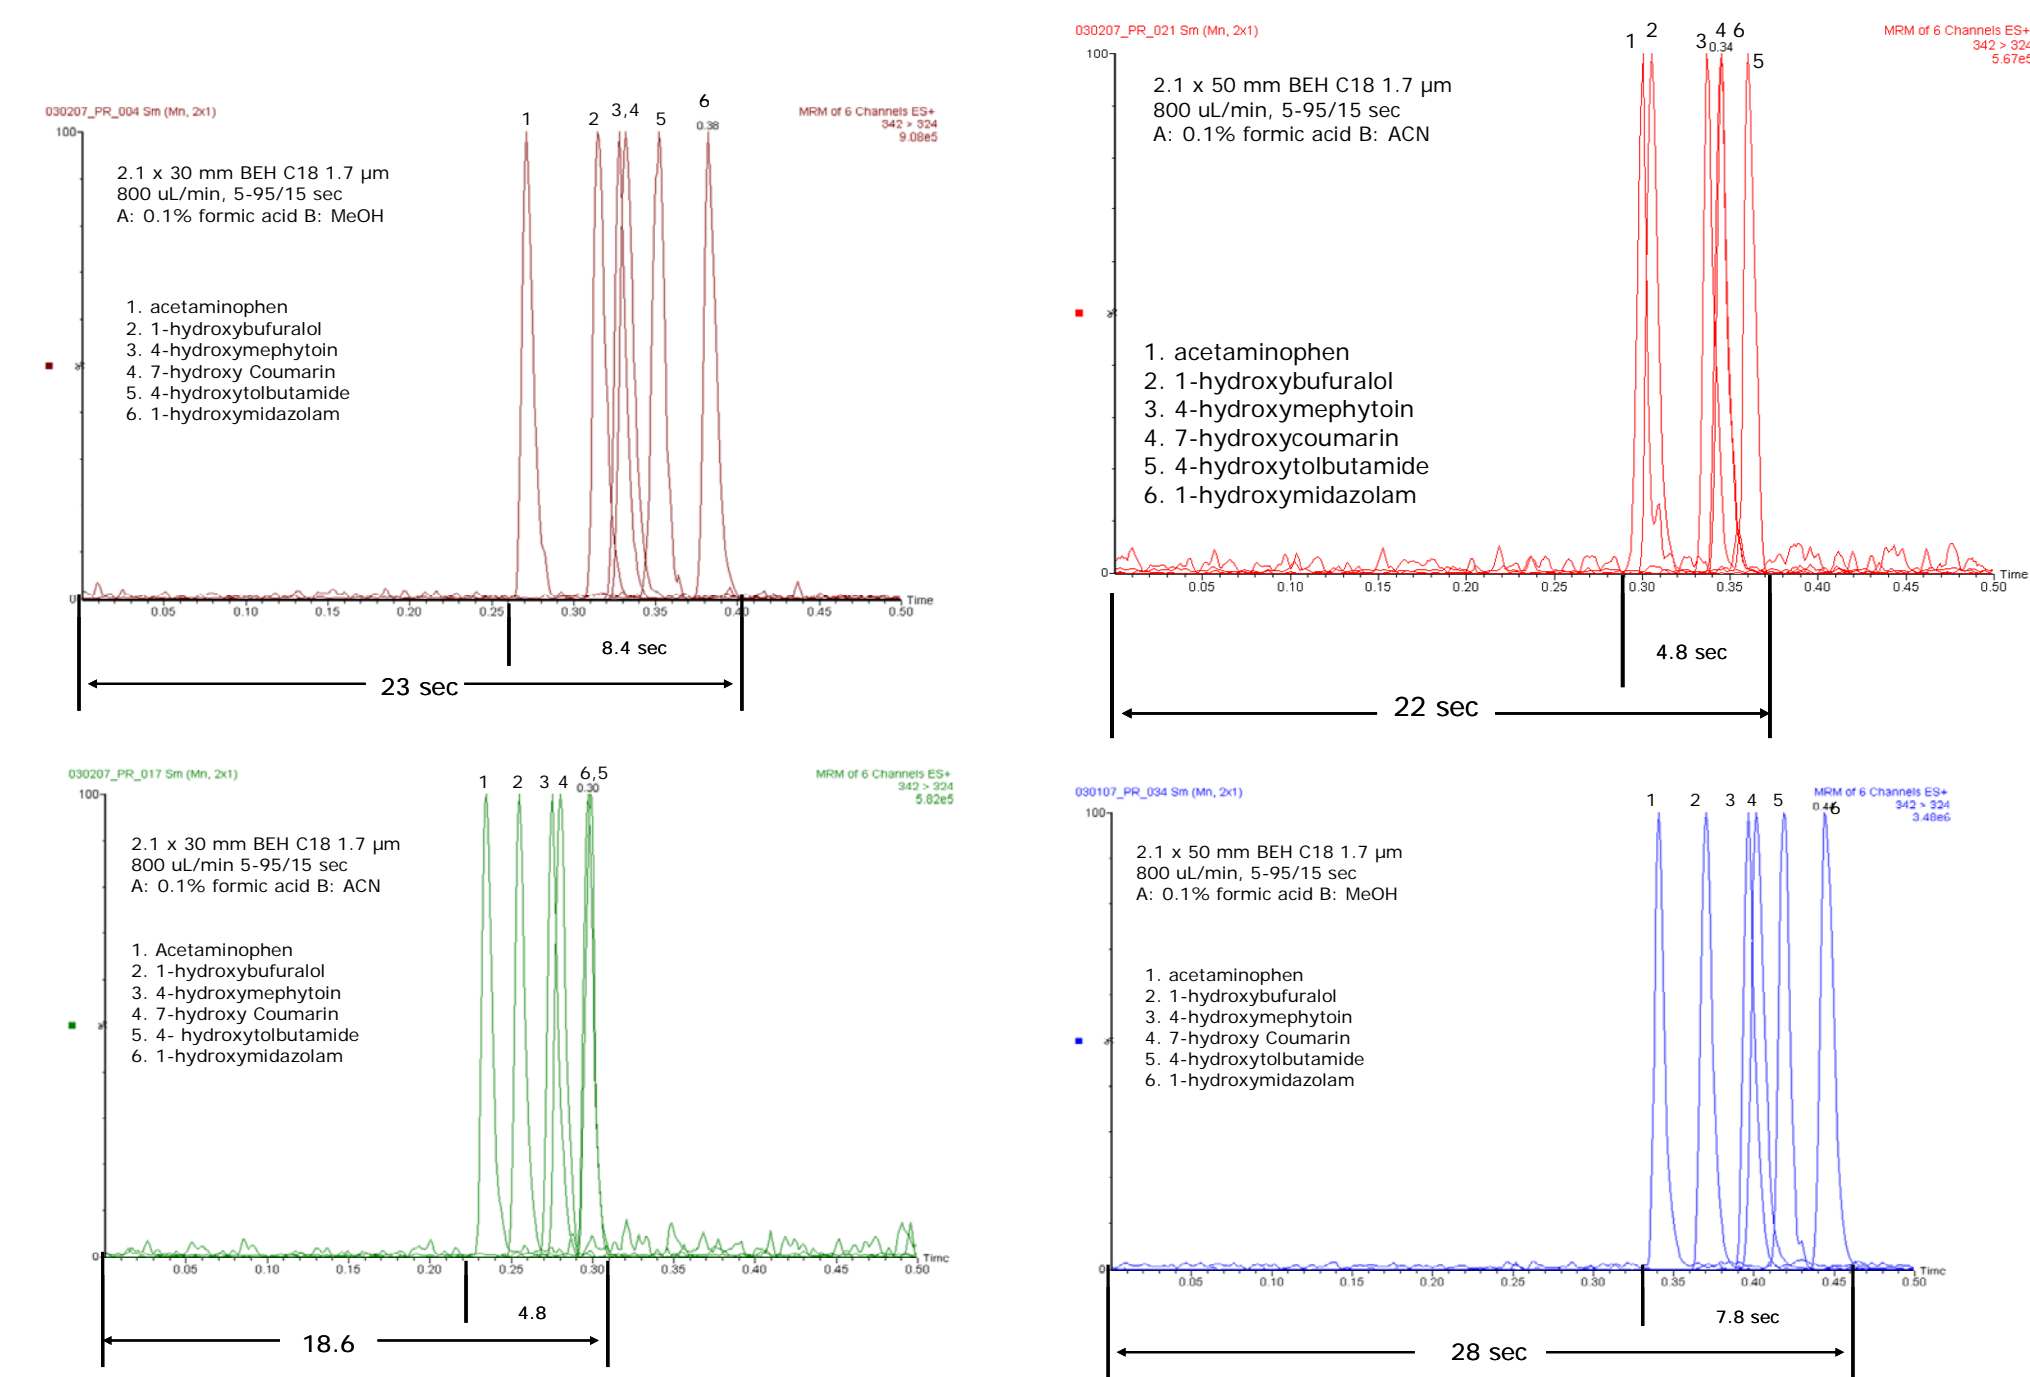 030207_PR_004 Sm (Mn, 2x1)
MRM of 6 Channels ES+
342 > 324
9.08e5
1 2 3,4 5 6
0.38
100
%
2.1 x 30 mm BEH C18 1.7 µm
800 uL/min, 5-95/15 sec
A: 0.1% formic acid B: MeOH
1. acetaminophen
2. 1-hydroxybufuralol
3. 4-hydroxymephytoin
4. 7-hydroxy Coumarin
5. 4-hydroxytolbutamide
6. 1-hydroxymidazolam
0.05 0.10 0.15 0.20 0.25 0.30 0.35 0.40 0.45 0.50
Time
8.4 sec
23 sec
030207_PR_021 Sm (Mn, 2x1)
MRM of 6 Channels ES+
342 > 324
5.67e5
1 2 3 4 6
0.34
5
100
%
0
2.1 x 50 mm BEH C18 1.7 µm
800 uL/min, 5-95/15 sec
A: 0.1% formic acid B: ACN
1. acetaminophen
2. 1-hydroxybufuralol
3. 4-hydroxymephytoin
4. 7-hydroxycoumarin
5. 4-hydroxytolbutamide
6. 1-hydroxymidazolam
0.05 0.10 0.15 0.20 0.25 0.30 0.35 0.40 0.45 0.50
Time
4.8 sec
22 sec
030207_PR_017 Sm (Mn, 2x1)
MRM of 6 Channels ES+
342 > 324
5.82e5
1 2 3 4 6,5
0.30
100
%
0
2.1 x 30 mm BEH C18 1.7 µm
800 uL/min 5-95/15 sec
A: 0.1% formic acid B: ACN
1. Acetaminophen
2. 1-hydroxybufuralol
3. 4-hydroxymephytoin
4. 7-hydroxy Coumarin
5. 4- hydroxytolbutamide
6. 1-hydroxymidazolam
0.05 0.10 0.15 0.20 0.25 0.30 0.35 0.40 0.45 0.50
Time
4.8
18.6
030107_PR_034 Sm (Mn, 2x1)
MRM of 6 Channels ES+
342 > 324
3.48e6
1 2 3 4 5 6
0.44
100
%
0
2.1 x 50 mm BEH C18 1.7 µm
800 uL/min, 5-95/15 sec
A: 0.1% formic acid B: MeOH
1. acetaminophen
2. 1-hydroxybufuralol
3. 4-hydroxymephytoin
4. 7-hydroxy Coumarin
5. 4-hydroxytolbutamide
6. 1-hydroxymidazolam
0.05 0.10 0.15 0.20 0.25 0.30 0.35 0.40 0.45 0.50
Time
7.8 sec
28 sec